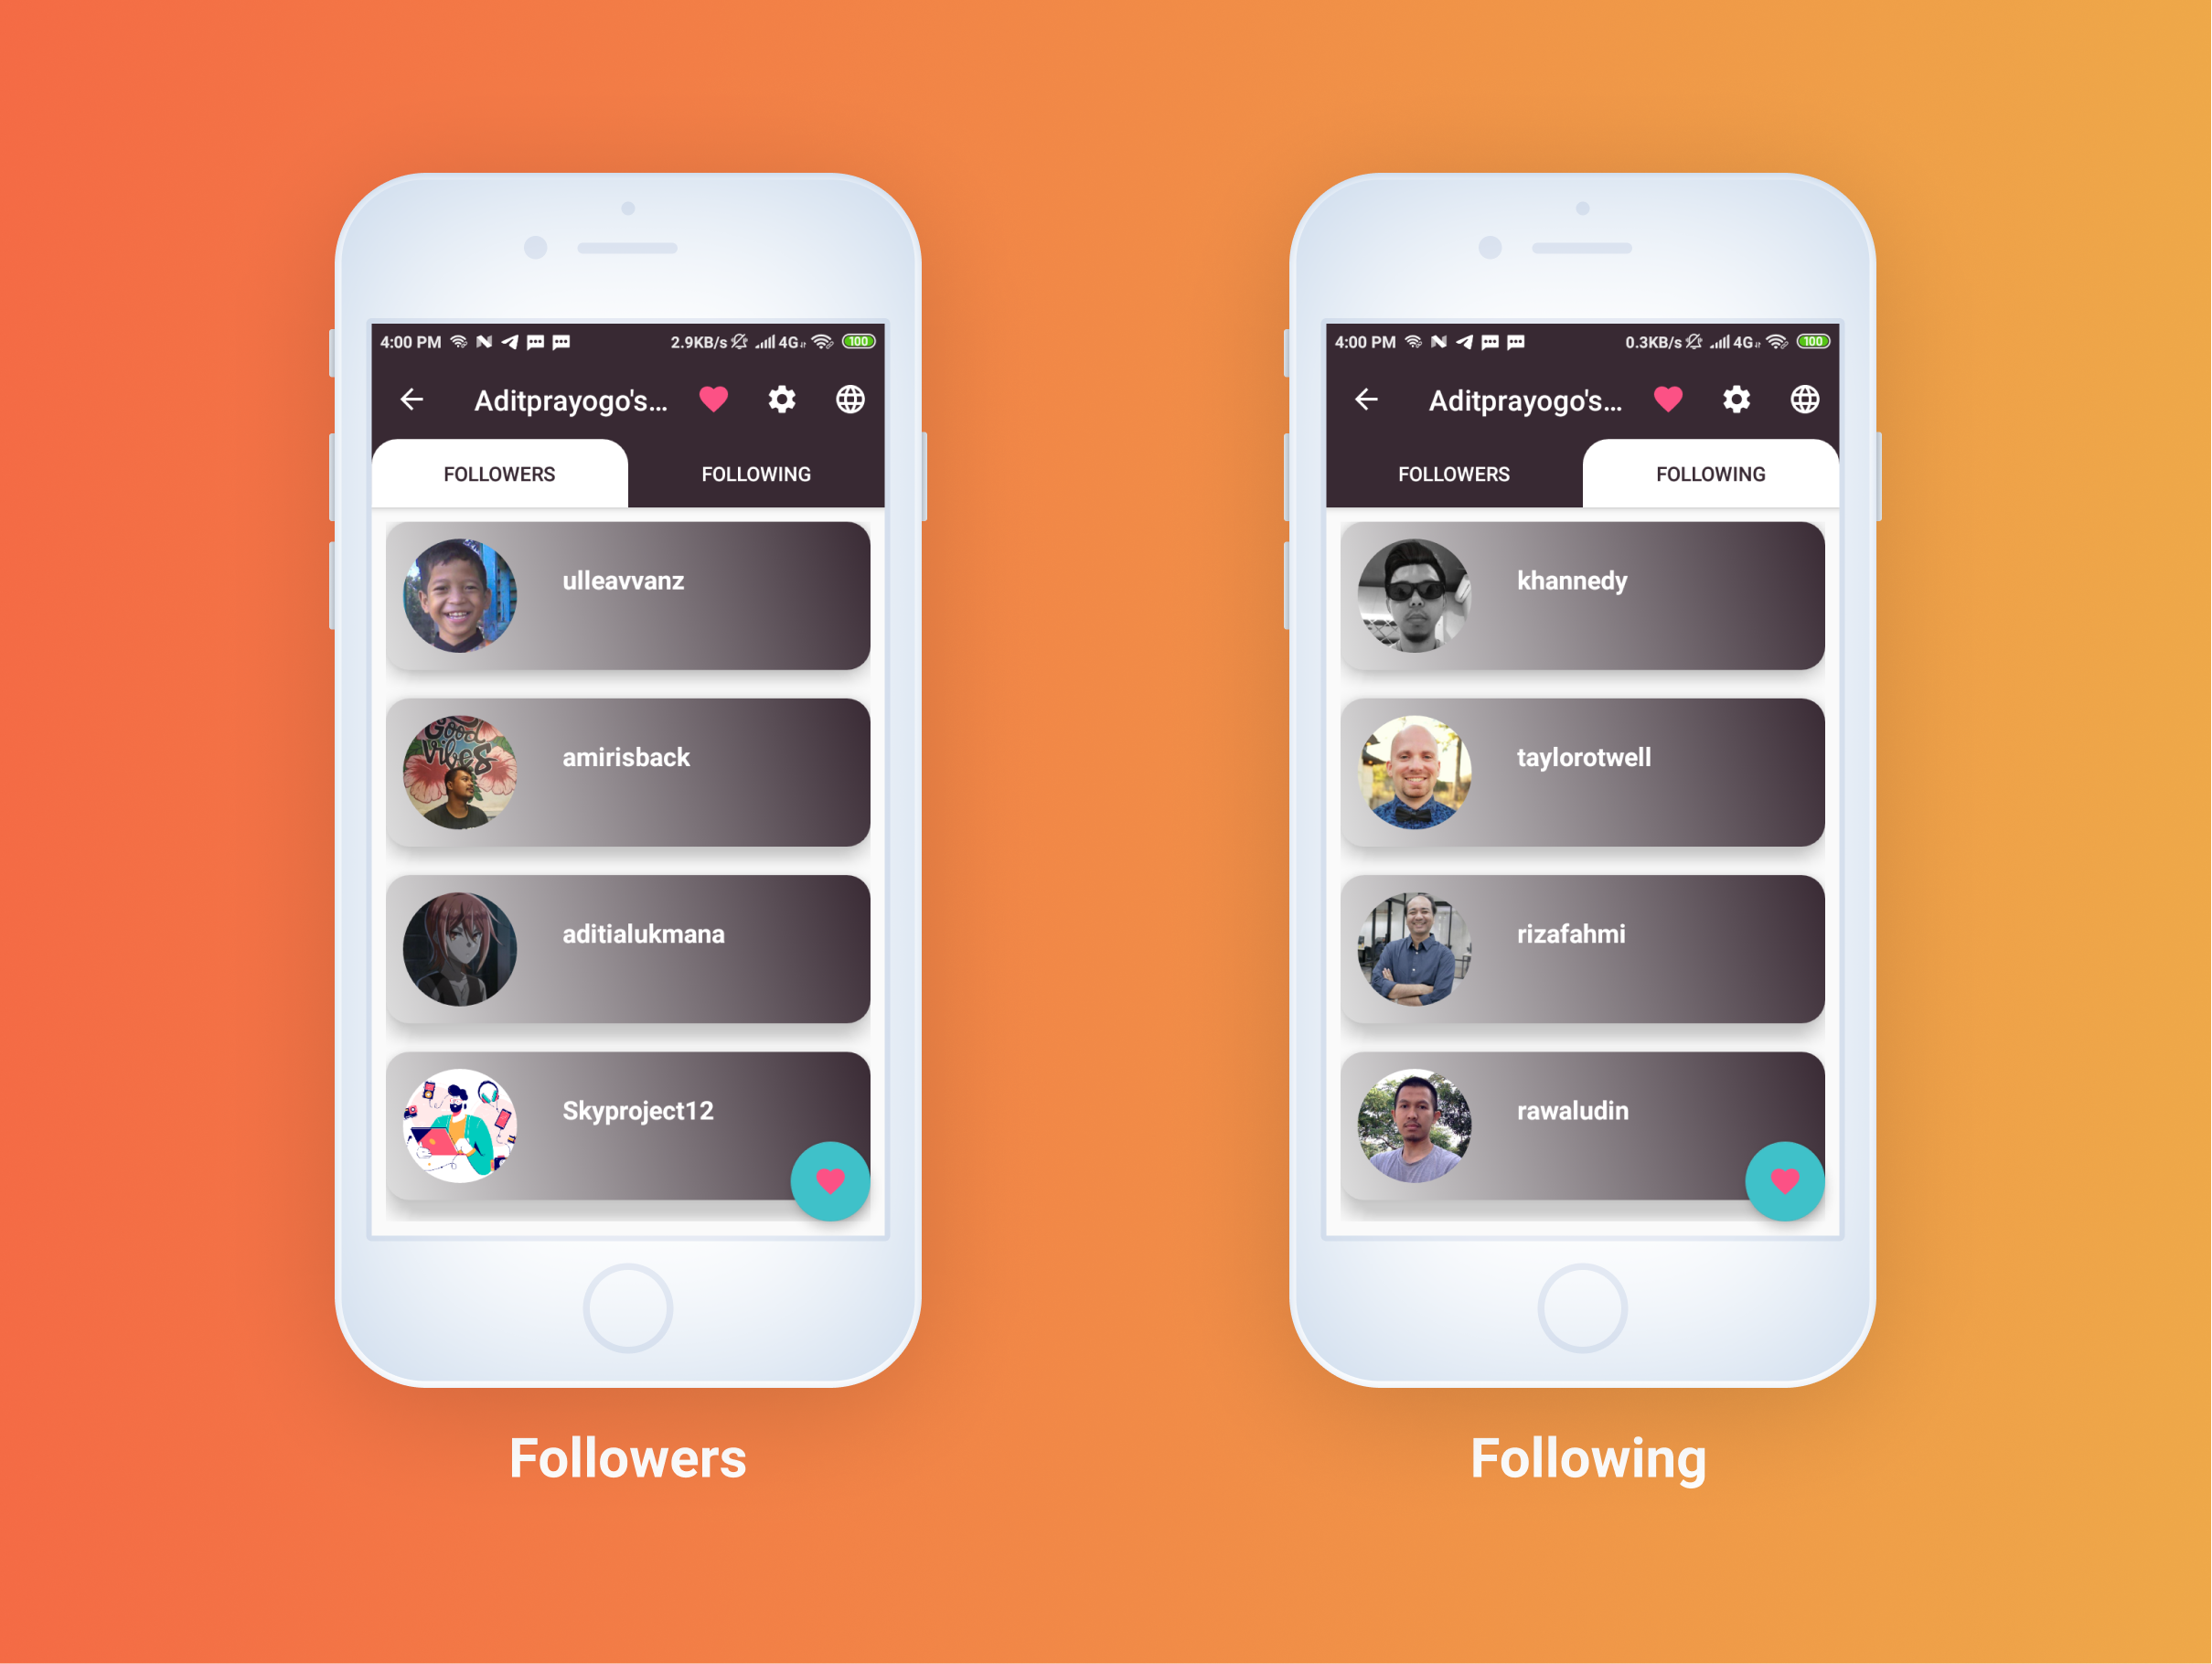 4:00 PM
2.9KB/s 4G 100
Aditprayogo's...
FOLLOWERS
FOLLOWING
ulleavvanz
Good
vibes
amirisback
aditialukmana
Skyproject12
Followers
4:00 PM
0.3KB/s 4G 100
Aditprayogo's...
FOLLOWERS
FOLLOWING
khannedy
taylorotwell
rizafahmi
rawaludin
Following